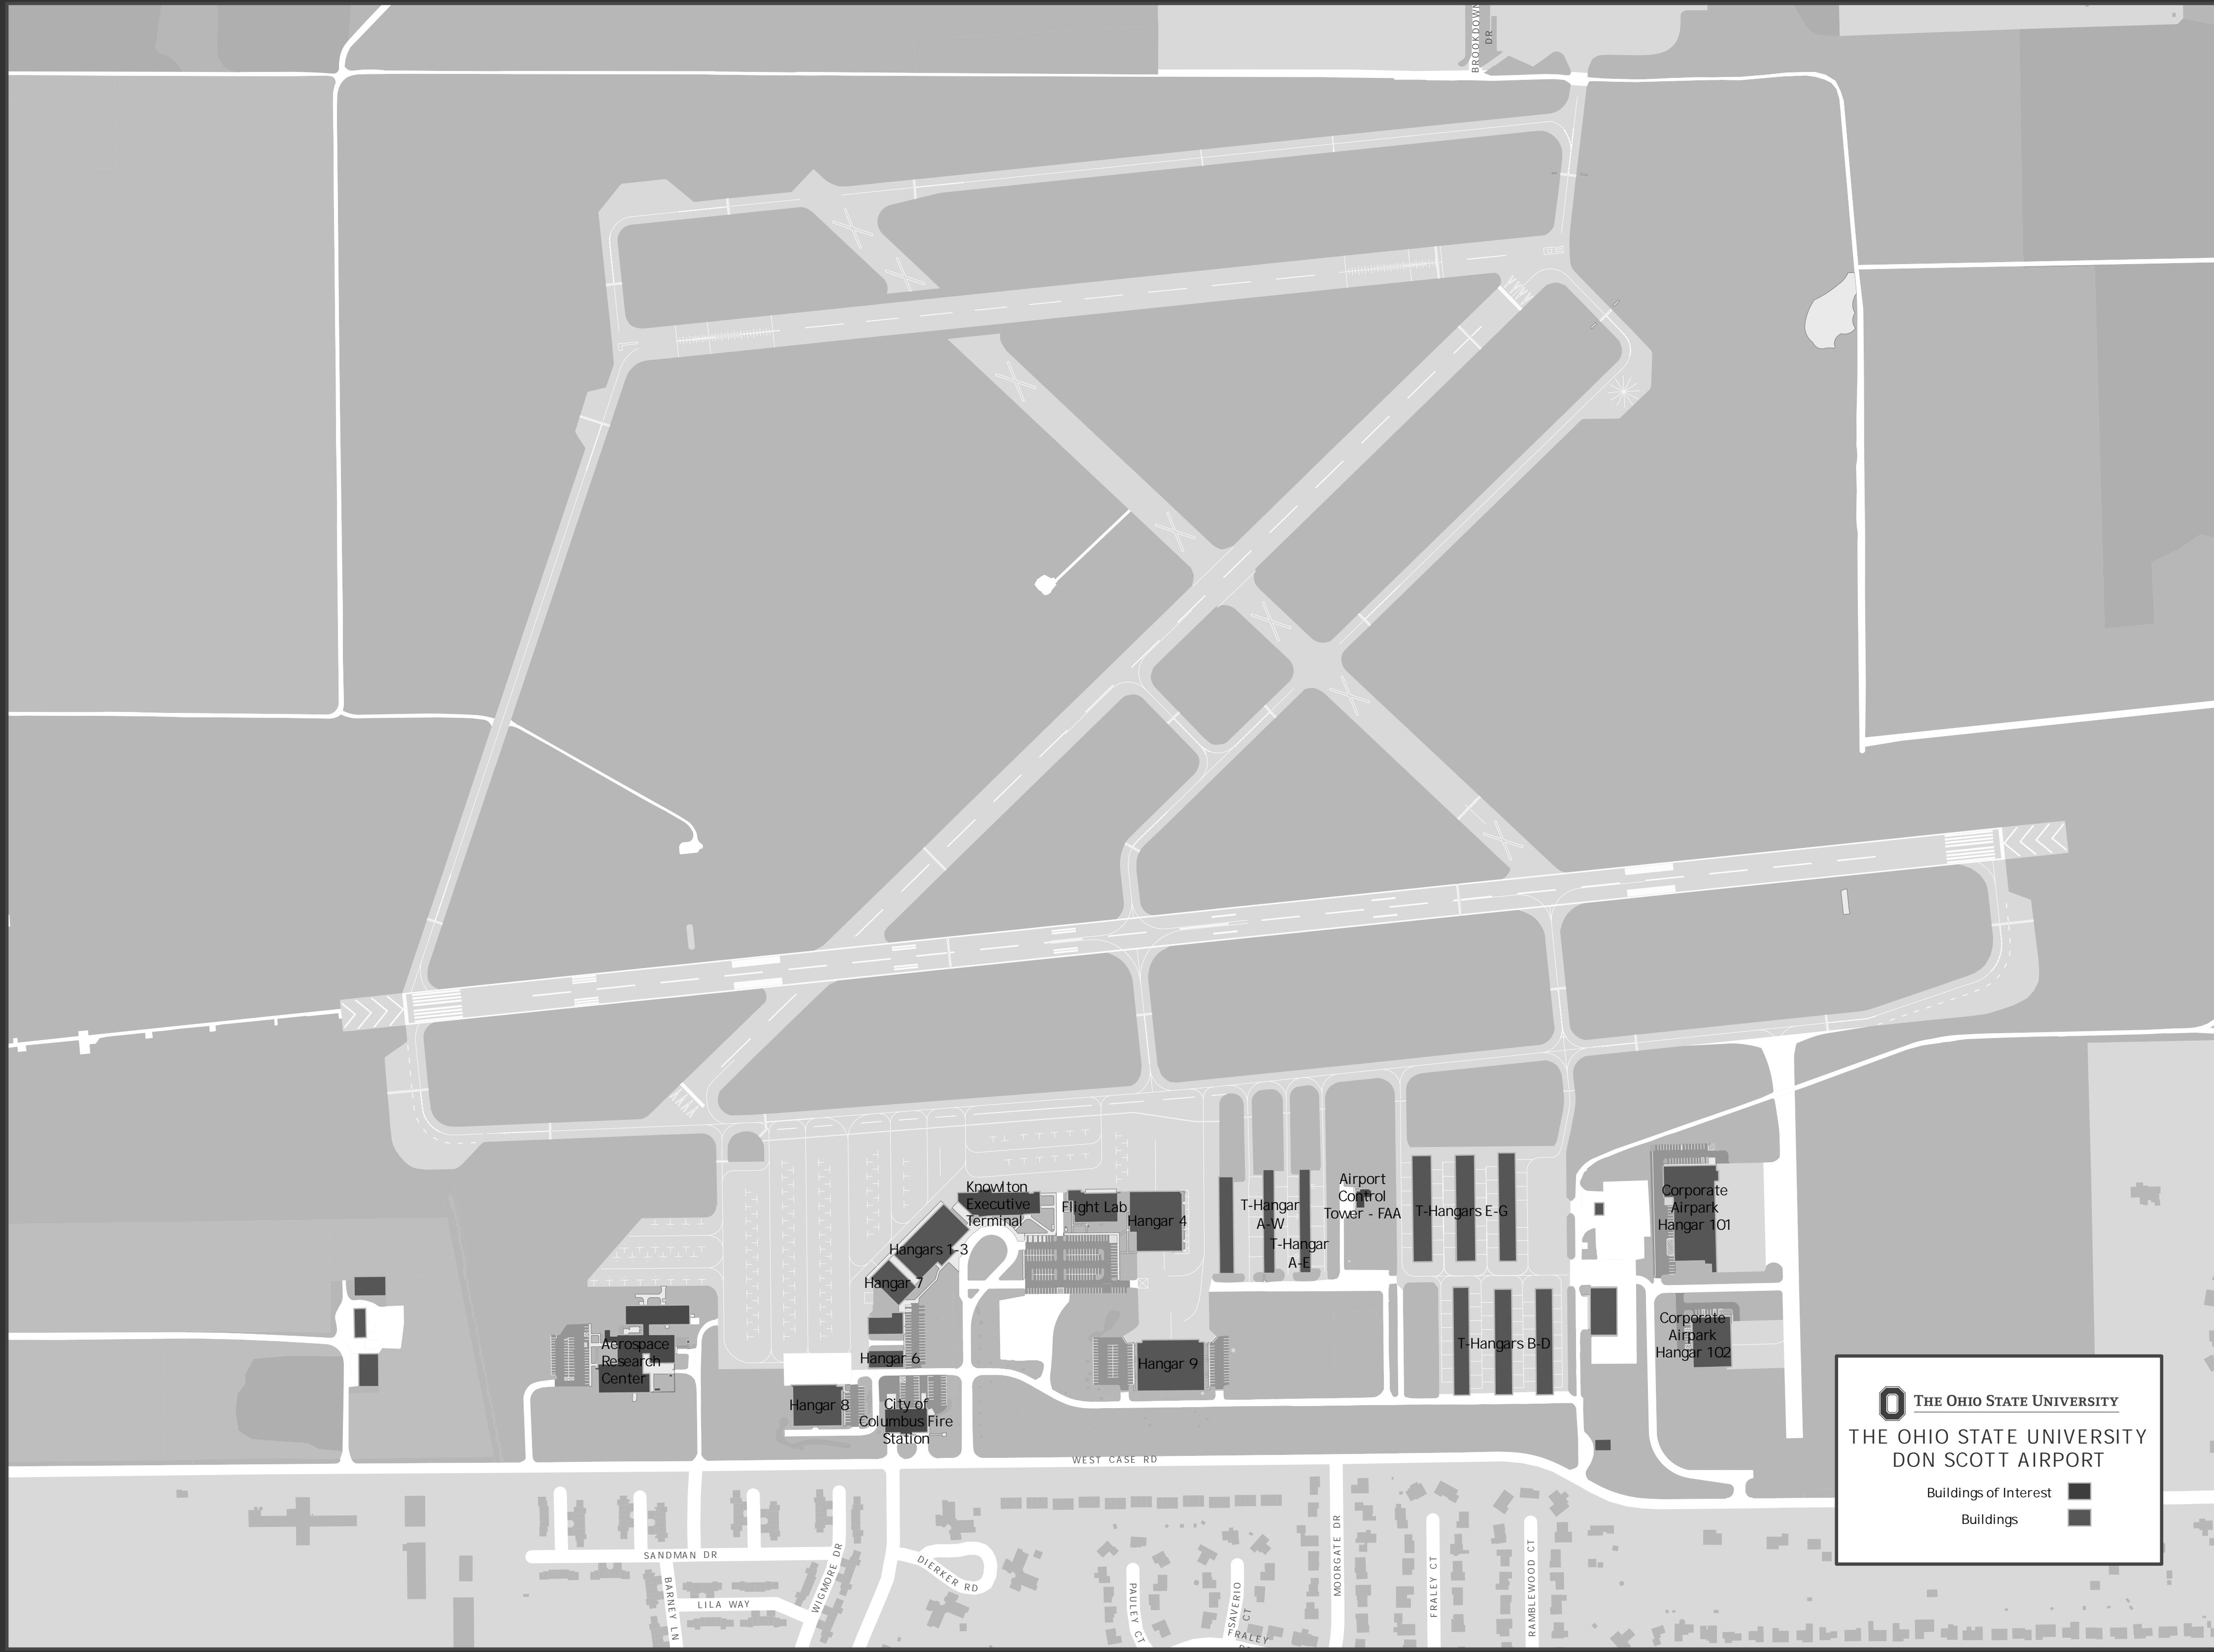 BROOKDOWN
DR
Knowlton
Executive
Terminal
Flight Lab
Hangar 4
Hangars 1-3
Hangar 7
T-Hangar
A-W
T-Hangar
A-E
Airport
Control
Tower - FAA
T-Hangars E-G
Corporate
Airpark
Hangar 101
Aerospace
Research
Center
Hangar 6
Hangar 9
T-Hangars B-D
Corporate
Airpark
Hangar 102
Hangar 8
City of
Columbus Fire
Station
WEST CASE RD
SANDMAN DR
BARNEY LN
LILA WAY
WIGMORE DR
DIERKER RD
PAULEY CT
SAVERIO
CT
FRALEY
MOORGATE DR
FRALEY CT
RAMBLEWOOD CT
THE OHIO STATE UNIVERSITY
THE OHIO STATE UNIVERSITY
DON SCOTT AIRPORT
Buildings of Interest
Buildings